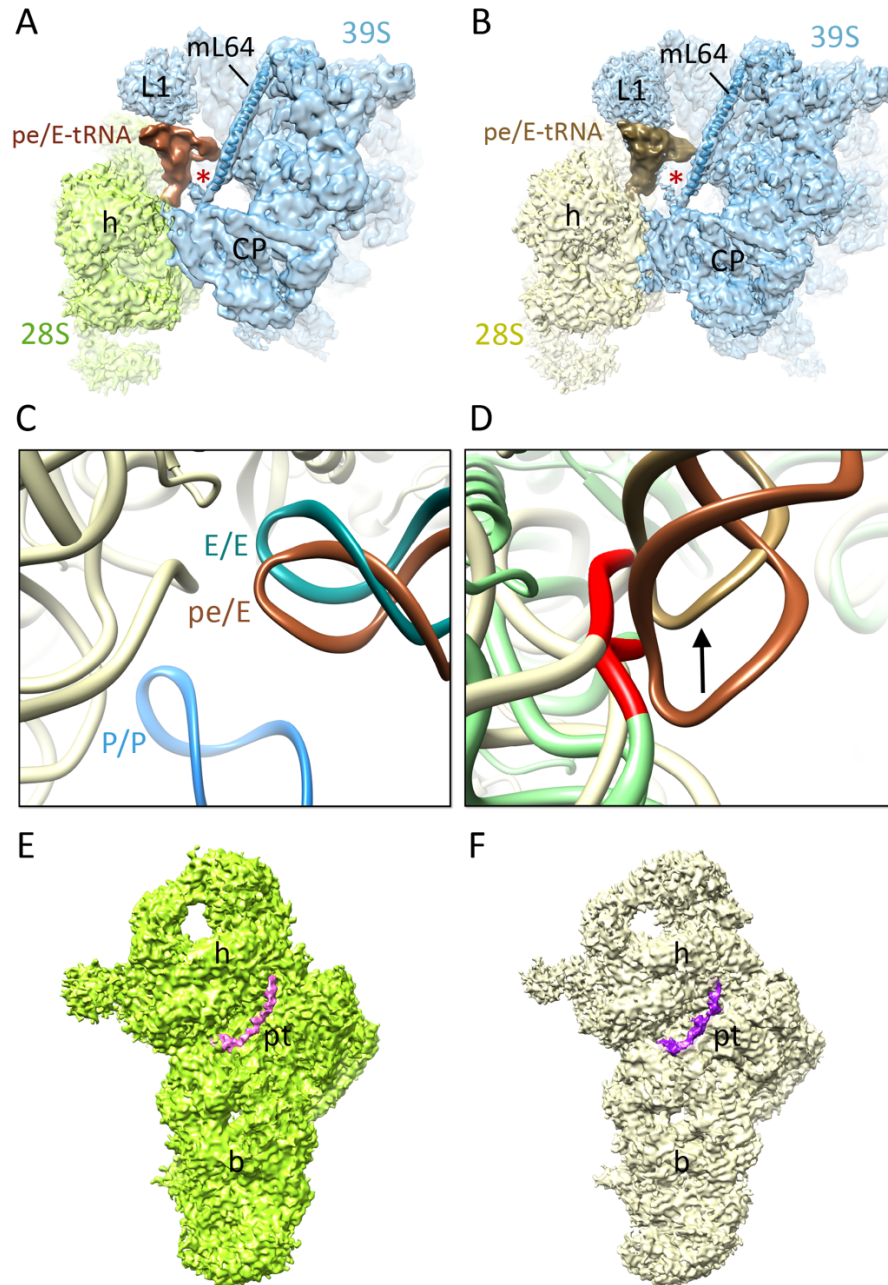 A
39S
mL64
L1
pe/E-tRNA
*
h
CP
28S
B
39S
mL64
L1
pe/E-tRNA
*
h
CP
28S
C
E/E
pe/E
P/P
D
E
h
pt
b
F
h
pt
b